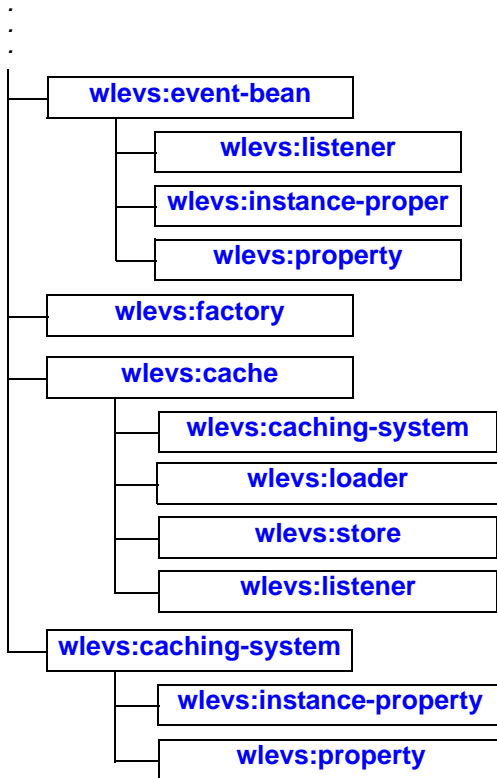 .
.
.
wlevs:event-bean
wlevs:listener
wlevs:instance-proper
wlevs:property
wlevs:factory
wlevs:cache
wlevs:caching-system
wlevs:loader
wlevs:store
wlevs:listener
wlevs:caching-system
wlevs:instance-property
wlevs:property